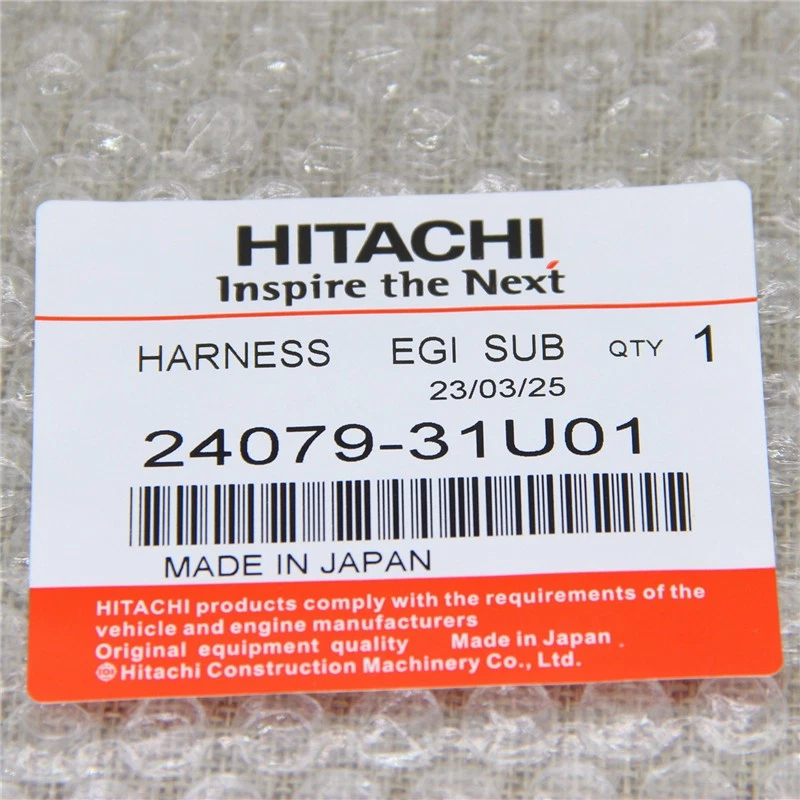 HITACHI
Inspire the Next
HARNESS EGI SUB QTY 1
23/03/25
24079-31U01
MADE IN JAPAN
HITACHI products comply with the requirements of the
vehicle and engine manufacturers
Original equipment quality Made in Japan .
Hitachi Construction Machinery Co., Ltd.